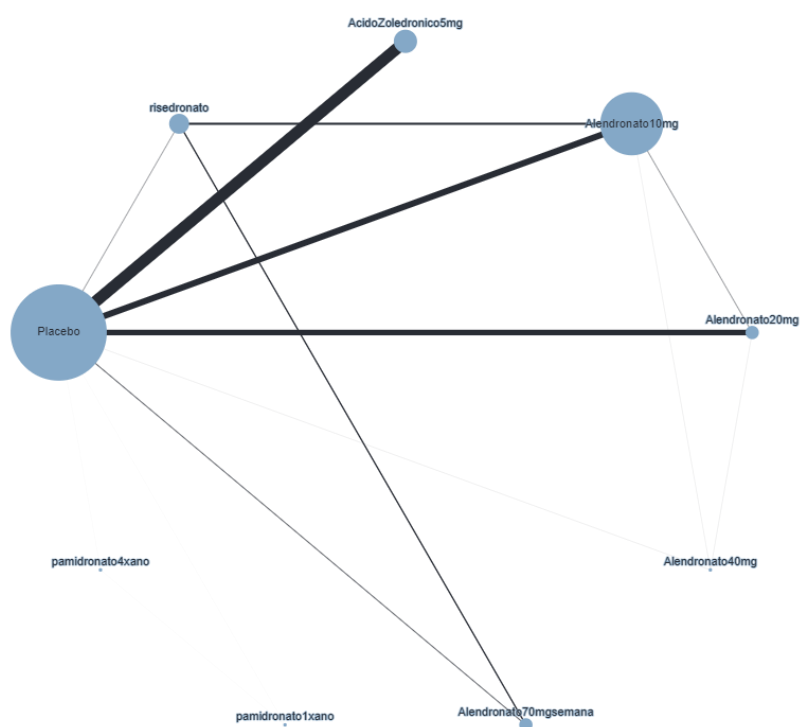 AcidoZoledronico5mg
risedronato
Alendronato10mg
Placebo
Alendronato20mg
pamidronato4xano
Alendronato40mg
pamidronato1xano
Alendronato70mgsemana